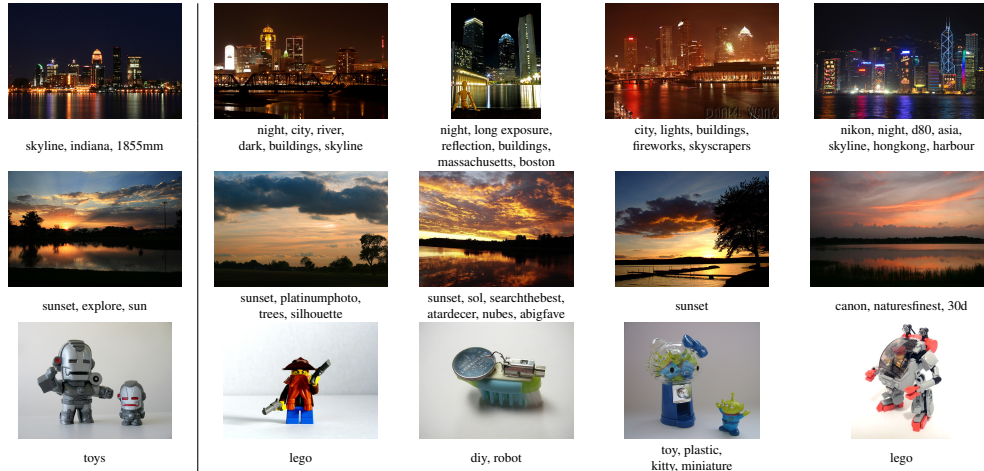 skyline, indiana, 1855mm
night, city, river,
dark, buildings, skyline
night, long exposure,
reflection, buildings,
massachusetts, boston
city, lights, buildings,
fireworks, skyscrapers
nikon, night, d80, asia,
skyline, hongkong, harbour
sunset, explore, sun
sunset, platinumphoto,
trees, silhouette
sunset, sol, searchthebest,
atardecer, nubes, abigfave
sunset
canon, naturesfinest, 30d
toys
lego
diy, robot
toy, plastic,
kitty, miniature
lego